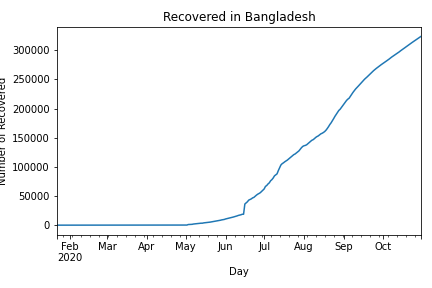 Recovered in Bangladesh
Number of Recovered
300000
250000
200000
150000
100000
50000
0
Feb Mar Apr May Jun Jul Aug Sep Oct
2020
Day